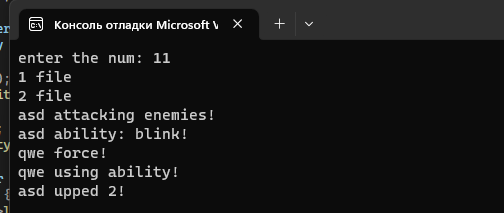 Консоль отладки Microsoft V
enter the num: 11
1 file
2 file
asd attacking enemies!
asd ability: blink!
qwe force!
qwe using ability!
asd upped 2!